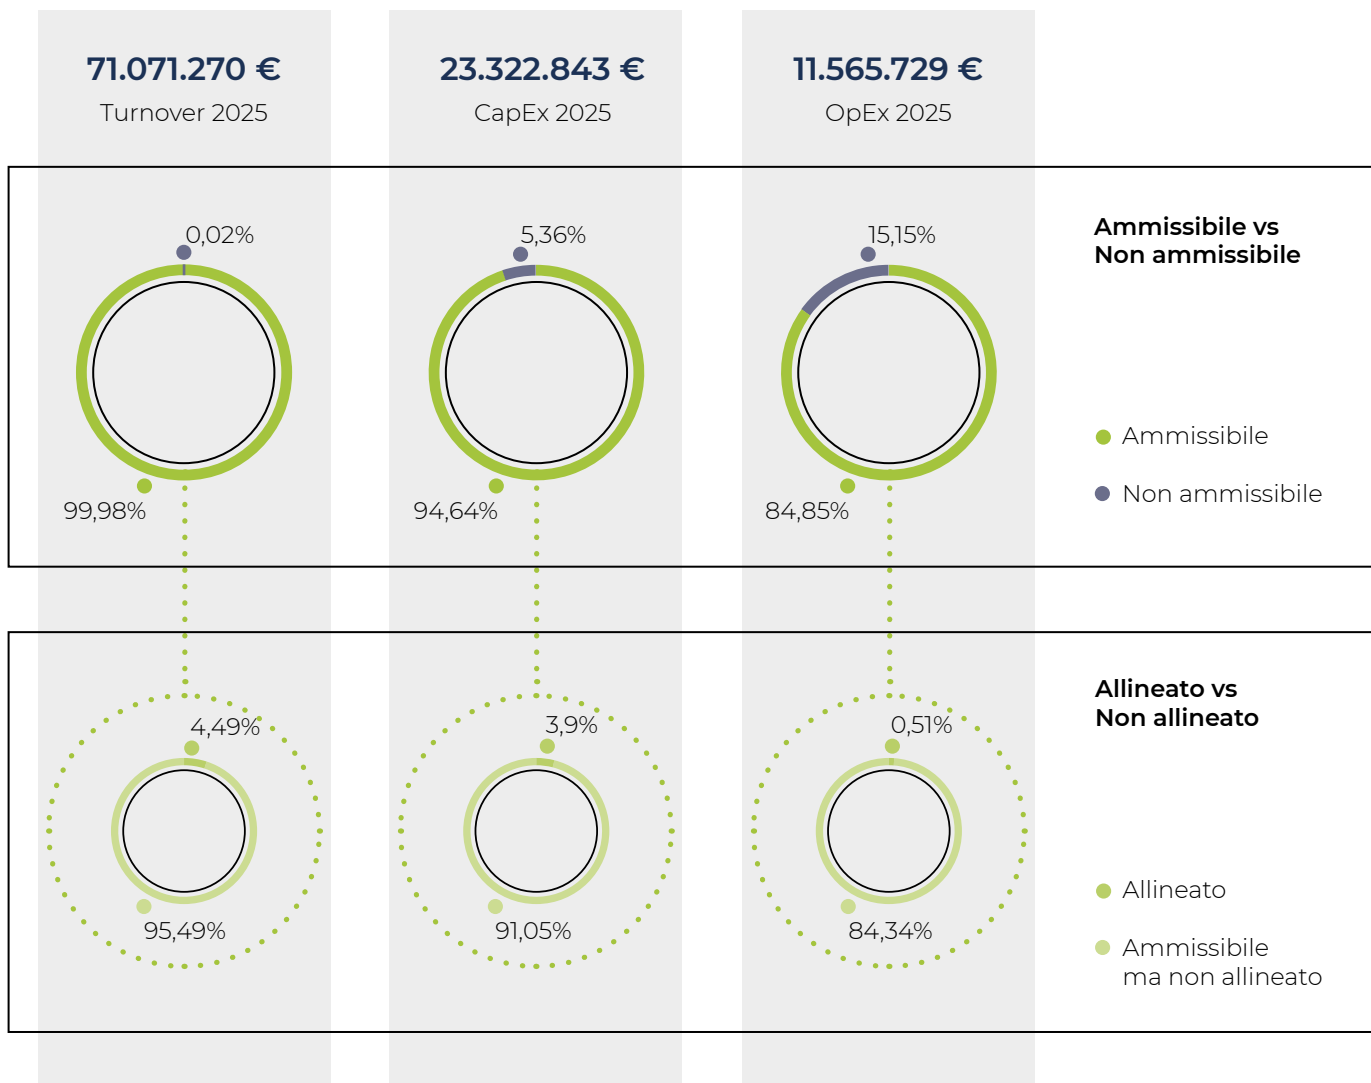 71.071.270 €
Turnover 2025
23.322.843 €
CapEx 2025
11.565.729 €
OpEx 2025
0,02%
99,98%
5,36%
94,64%
15,15%
84,85%
Ammissibile vs
Non ammissibile
Ammissibile
Non ammissibile
4,49%
95,49%
3,9%
91,05%
0,51%
84,34%
Allineato vs
Non allineato
Allineato
Ammissibile
ma non allineato